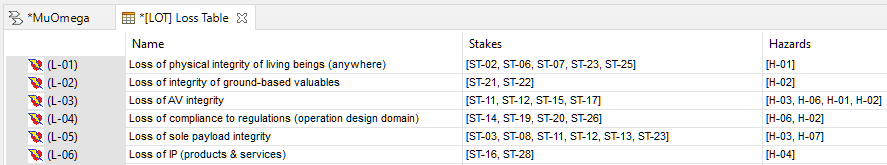 *MuOmega *[LOT] Loss Table
Name Stakes Hazards
(L-01) Loss of physical integrity of living beings (anywhere) [ST-02, ST-06, ST-07, ST-23, ST-25] [H-01]
(L-02) Loss of integrity of ground-based valuables [ST-21, ST-22] [H-02]
(L-03) Loss of AV integrity [ST-11, ST-12, ST-15, ST-17] [H-03, H-06, H-01, H-02]
(L-04) Loss of compliance to regulations (operation design domain) [ST-14, ST-19, ST-20, ST-26] [H-06, H-02]
(L-05) Loss of sole payload integrity [ST-03, ST-08, ST-11, ST-12, ST-13, ST-23] [H-03, H-07]
(L-06) Loss of IP (products & services) [ST-16, ST-28] [H-04]